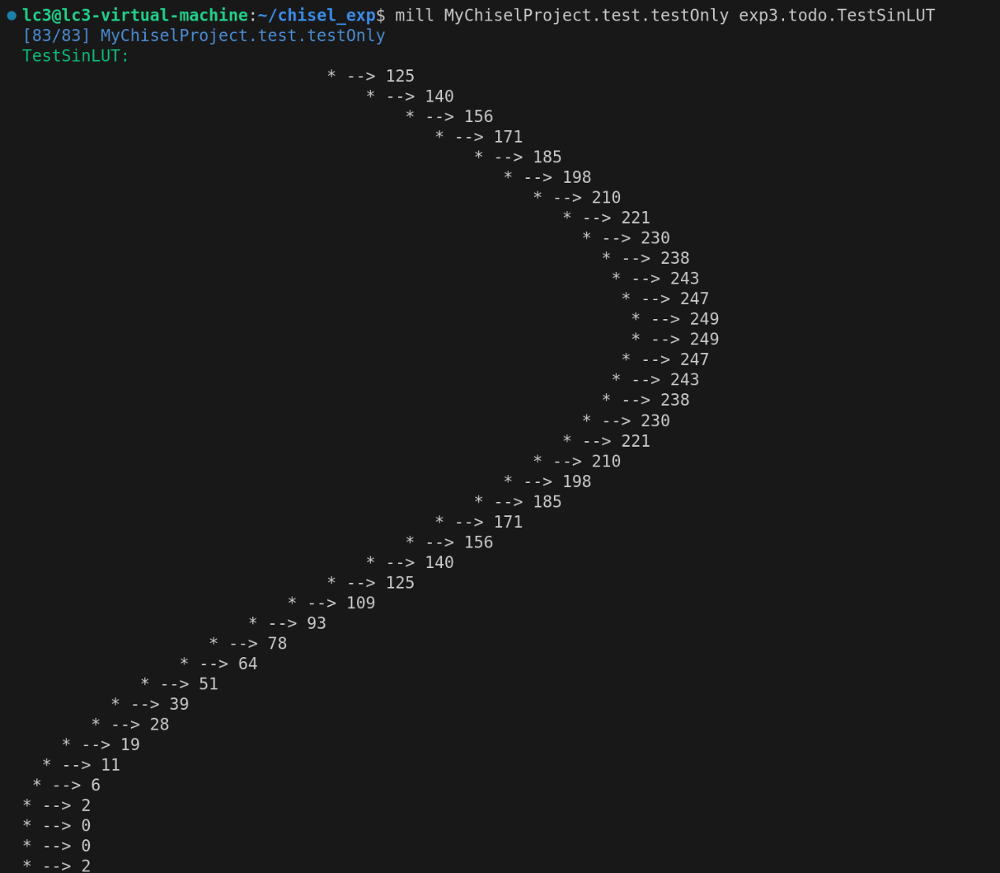 lc3@lc3-virtual-machine:~/chisel_exp$ mill MyChiselProject.test.testOnly exp3.todo.TestSinLUT
[83/83] MyChiselProject.test.testOnly
TestSinLUT:
* --> 125
* --> 140
* --> 156
* --> 171
* --> 185
* --> 198
* --> 210
* --> 221
* --> 230
* --> 238
* --> 243
* --> 247
* --> 249
* --> 249
* --> 247
* --> 243
* --> 238
* --> 230
* --> 221
* --> 210
* --> 198
* --> 185
* --> 171
* --> 156
* --> 140
* --> 125
* --> 109
* --> 93
* --> 78
* --> 64
* --> 51
* --> 39
* --> 28
* --> 19
* --> 11
* --> 6
* --> 2
* --> 0
* --> 0
* --> 2